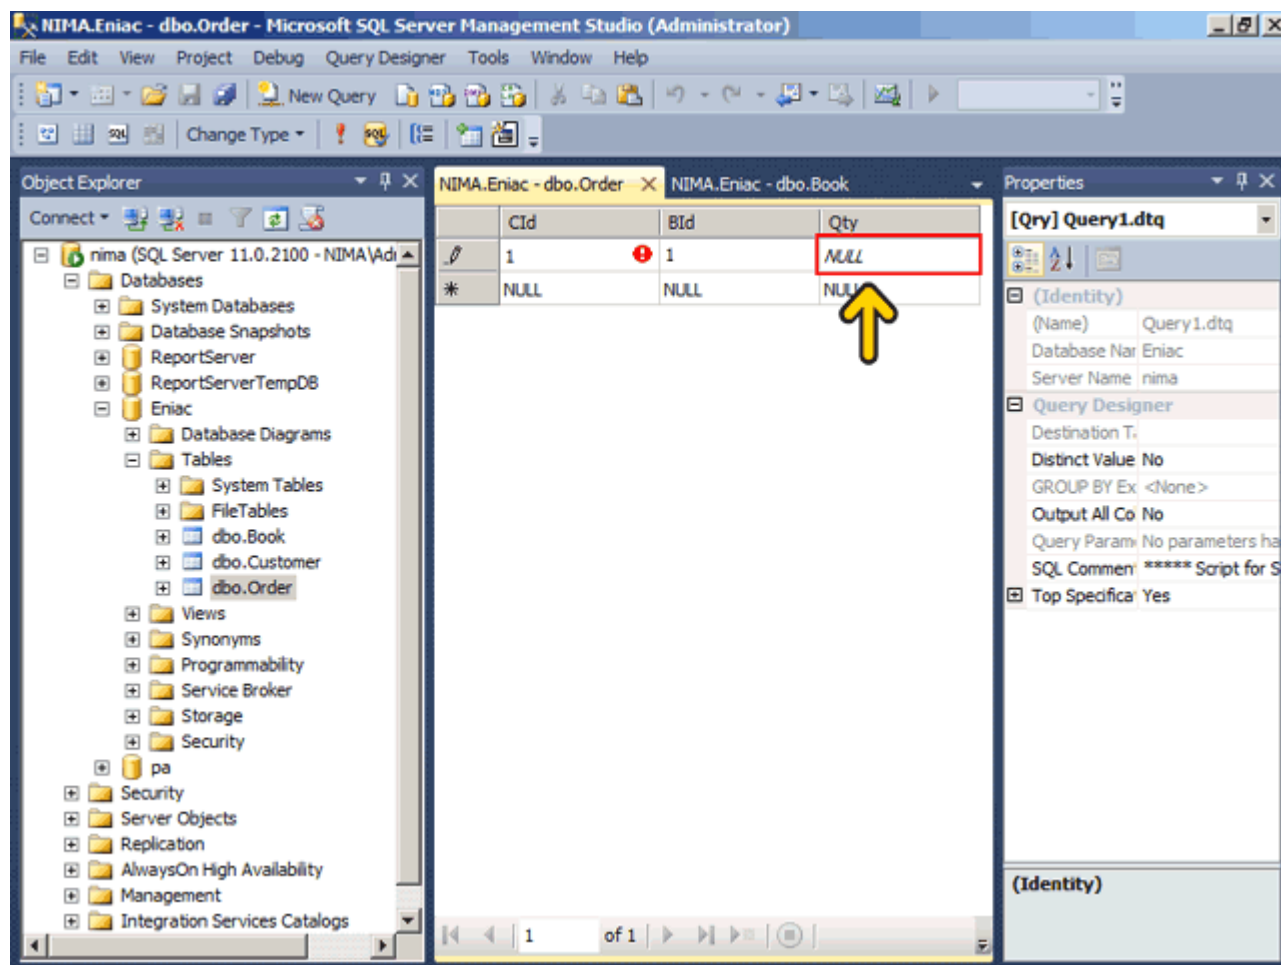 NIMA.Eniac - dbo.Order - Microsoft SQL Server Management Studio (Administrator)
File Edit View Project Debug Query Designer Tools Window Help
New Query
SQL Change Type SQL
Object Explorer
Connect
nima (SQL Server 11.0.2100 - NIMA\Ad
Databases
System Databases
Database Snapshots
ReportServer
ReportServerTempDB
Eniac
Database Diagrams
Tables
System Tables
FileTables
dbo.Book
dbo.Customer
dbo.Order
Views
Synonyms
Programmability
Service Broker
Storage
Security
pa
Security
Server Objects
Replication
AlwaysOn High Availability
Management
Integration Services Catalogs
NIMA.Eniac - dbo.Order NIMA.Eniac - dbo.Book
CId BId Qty
1 1 NULL
NULL NULL NULL
1 of 1
Properties
[Qry] Query1.dtq
(Identity)
(Name) Query1.dtq
Database Nar Eniac
Server Name nima
Query Designer
Destination T
Distinct Value No
GROUP BY Ex <None>
Output All Co No
Query Param No parameters ha
SQL Commen ***** Script for S
Top Specifica Yes
(Identity)